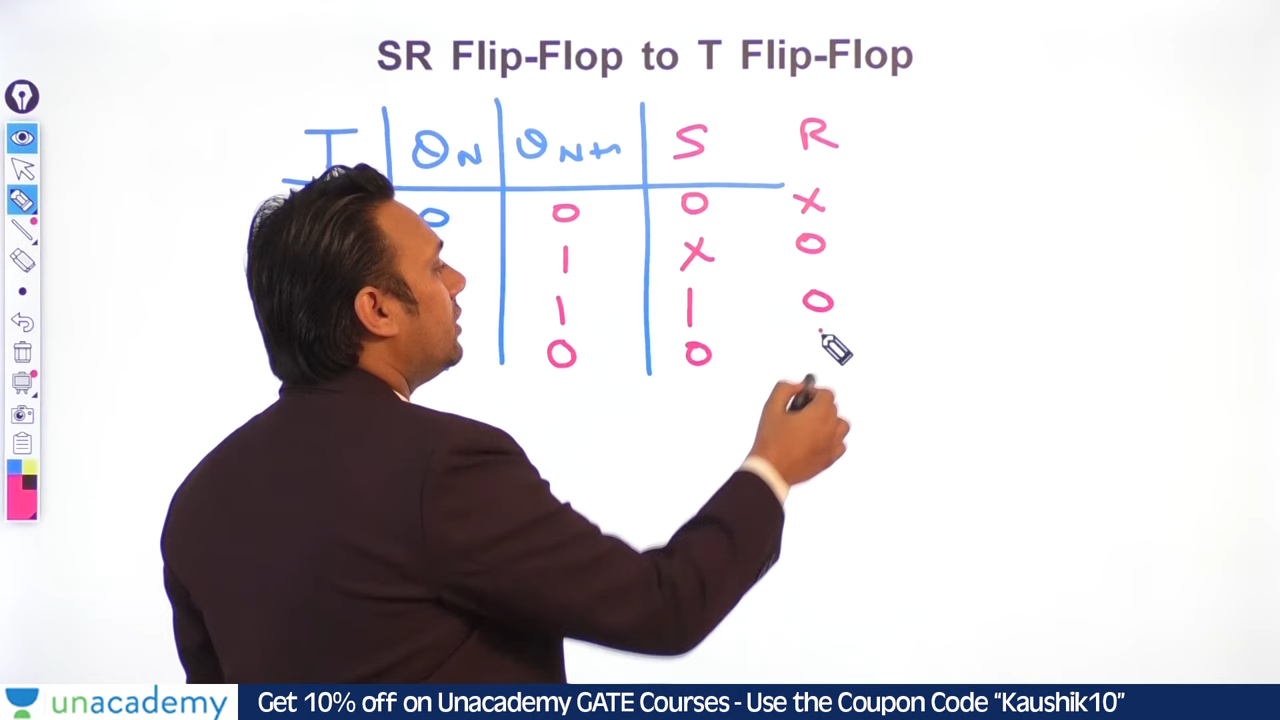 SR Flip-Flop to T Flip-Flop
T QN QN+1 S R
0 0 0 X
1 X 0
1 1 0
0 0
unacademy Get 10% off on Unacademy GATE Courses - Use the Coupon Code “Kaushik10”